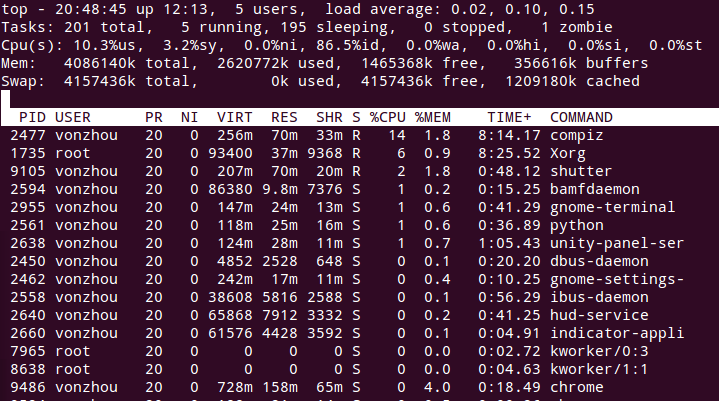 top - 20:48:45 up 12:13,  5 users,  load average: 0.02, 0.10, 0.15
Tasks: 201 total,   5 running, 195 sleeping,   0 stopped,   1 zombie
Cpu(s): 10.3%us,  3.2%sy,  0.0%ni, 86.5%id,  0.0%wa,  0.0%hi,  0.0%si,  0.0%st
Mem:   4086140k total,  2620772k used,  1465368k free,   356616k buffers
Swap:  4157436k total,        0k used,  4157436k free,  1209180k cached
  PID USER      PR  NI  VIRT  RES  SHR S %CPU %MEM    TIME+  COMMAND
 2477 vonzhou   20   0  256m  70m  33m R   14  1.8   8:14.17 compiz
 1735 root      20   0 93400  37m 9368 R    6  0.9   8:25.52 Xorg
 9105 vonzhou   20   0  207m  70m  20m R    2  1.8   0:48.12 shutter
 2594 vonzhou   20   0 86380 9.8m 7376 S    1  0.2   0:15.25 bamfdaemon
 2955 vonzhou   20   0  147m  24m  13m S    1  0.6   0:41.29 gnome-terminal
 2561 vonzhou   20   0  118m  25m  16m S    1  0.6   0:36.89 python
 2638 vonzhou   20   0  124m  28m  11m S    1  0.7   1:05.43 unity-panel-ser
 2450 vonzhou   20   0  4852 2528  648 S    0  0.1   0:20.20 dbus-daemon
 2462 vonzhou   20   0  242m  17m  11m S    0  0.4   0:10.25 gnome-settings-
 2558 vonzhou   20   0 38608 5816 2588 S    0  0.1   0:56.29 ibus-daemon
 2640 vonzhou   20   0 65868 7912 3332 S    0  0.2   0:41.25 hud-service
 2660 vonzhou   20   0 61576 4428 3592 S    0  0.1   0:04.91 indicator-appli
 7965 root      20   0     0    0    0 S    0  0.0   0:02.72 kworker/0:3
 8638 root      20   0     0    0    0 S    0  0.0   0:04.63 kworker/1:1
 9486 vonzhou   20   0  728m 158m  65m S    0  4.0   0:18.49 chrome